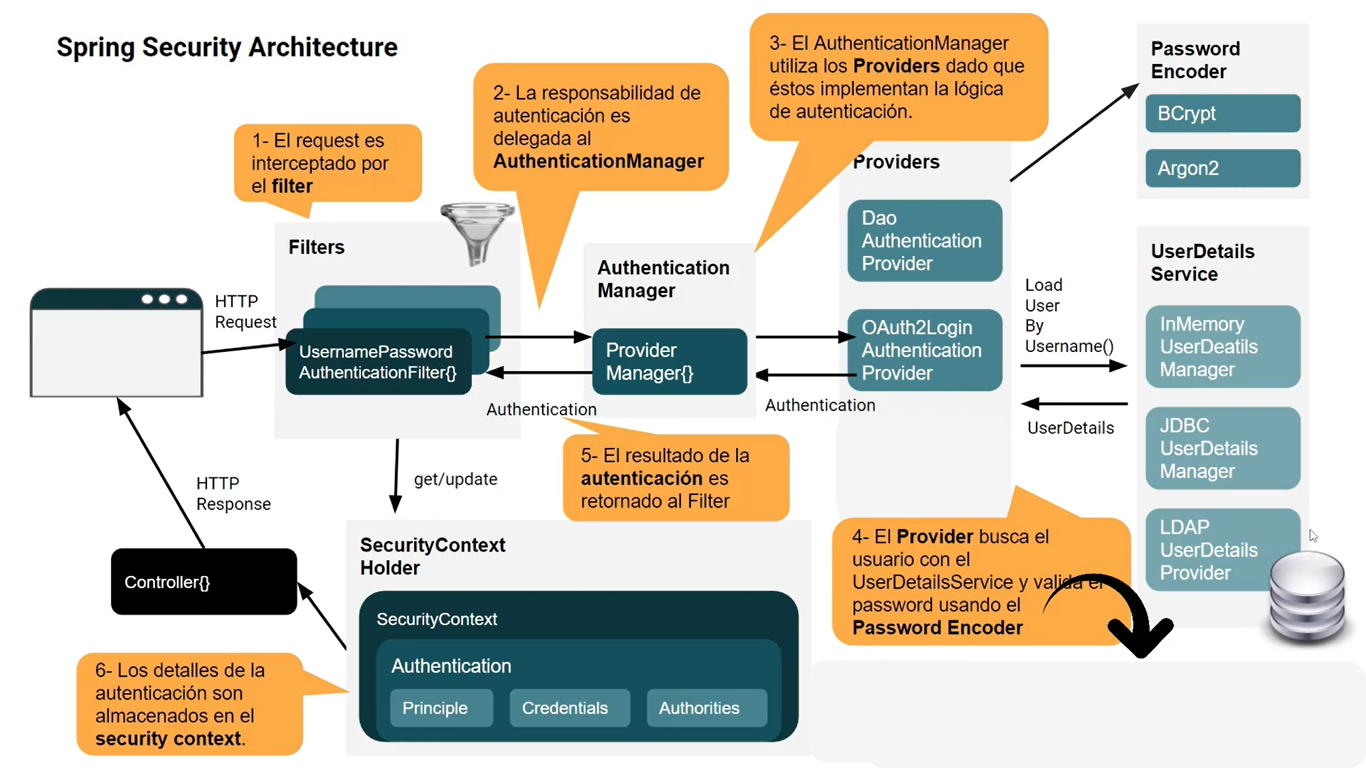 Spring Security Architecture
1- El request es
interceptado por
el filter
2- La responsabilidad de
autenticación es
delegada al
AuthenticationManager
3- El AuthenticationManager
utiliza los Providers dado que
éstos implementan la lógica
de autenticación.
Password
Encoder
BCrypt
Argon2
Filters
HTTP
Request
UsernamePassword
AuthenticationFilter{}
Authentication
Manager
Provider
Manager{}
Authentication
Providers
Dao
Authentication
Provider
OAuth2Login
Authentication
Provider
Authentication
Load
User
By
Username()
UserDetails
UserDetails
Service
InMemory
UserDeatils
Manager
JDBC
UserDetails
Manager
LDAP
UserDetails
Provider
5- El resultado de la
autenticación es
retornado al Filter
4- El Provider busca el
usuario con el
UserDetailsService y valida el
password usando el
Password Encoder
get/update
HTTP
Response
Controller{}
SecurityContext
Holder
SecurityContext
Authentication
Principle
Credentials
Authorities
6- Los detalles de la
autenticación son
almacenados en el
security context.